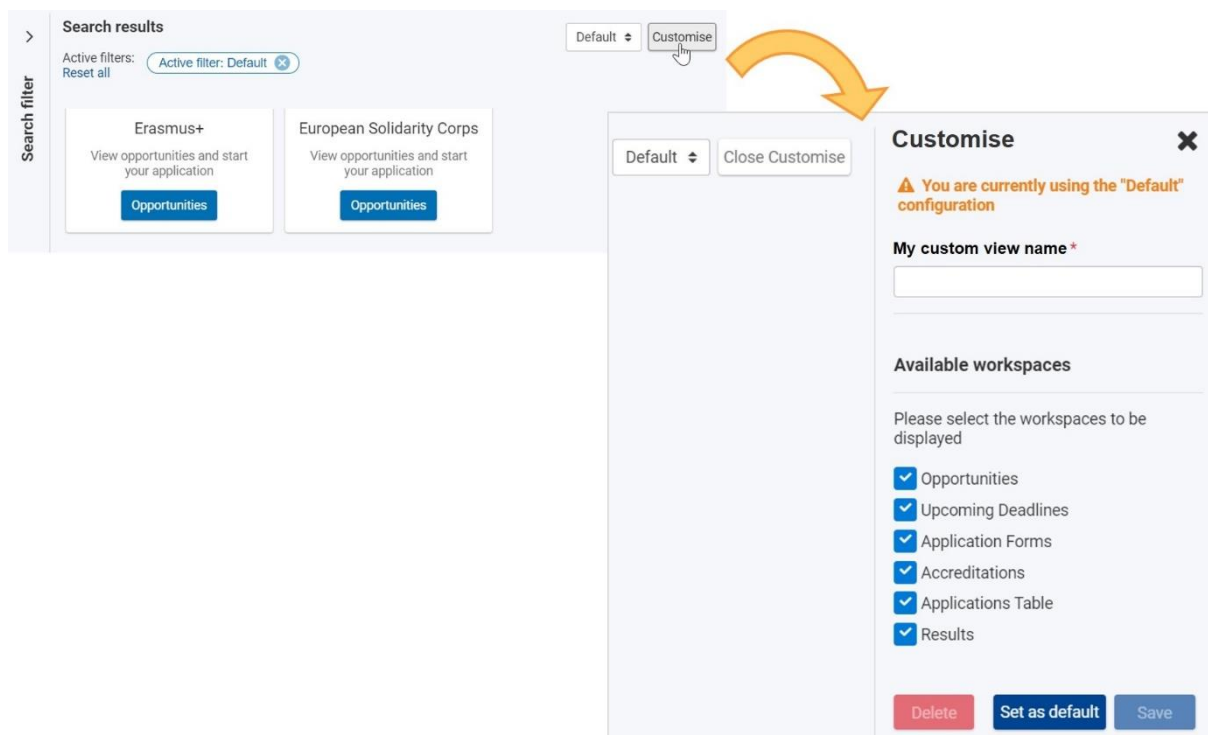 Search results
Default
Customise
Active filters:
Reset all
Active filter: Default
Search filter
Erasmus+
View opportunities and start
your application
Opportunities
European Solidarity Corps
View opportunities and start
your application
Opportunities
Default
Close Customise
Customise
You are currently using the "Default"
configuration
My custom view name *
Available workspaces
Please select the workspaces to be
displayed
Opportunities
Upcoming Deadlines
Application Forms
Accreditations
Applications Table
Results
Delete
Set as default
Save